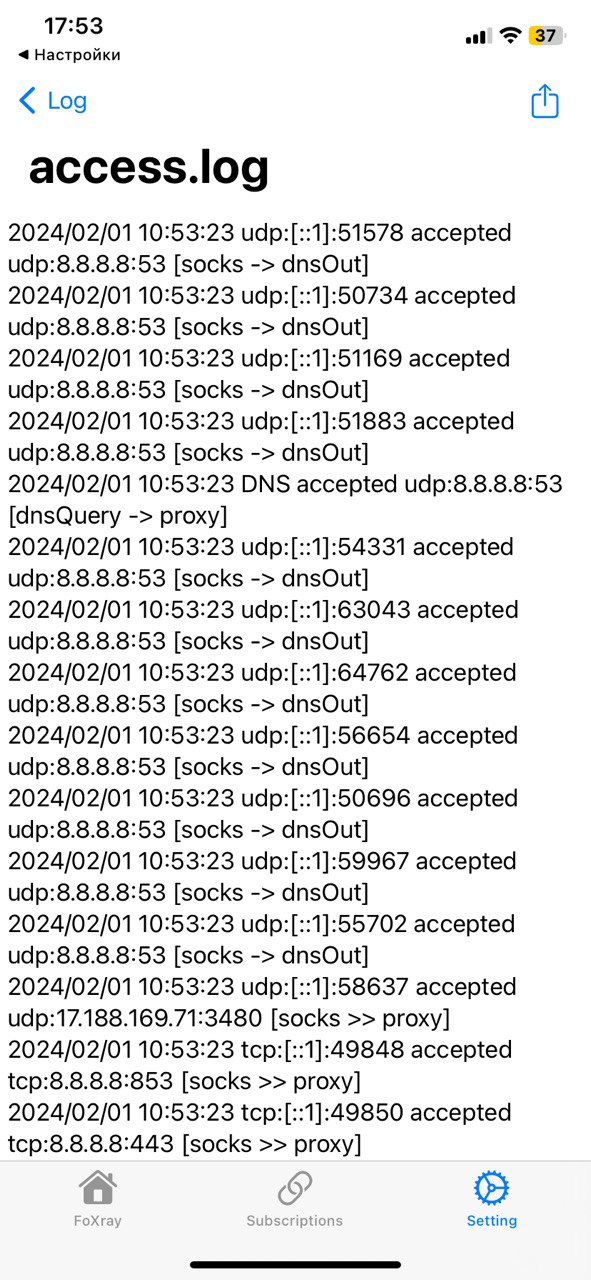 17:53
37
◀ Настройки
Log
access.log
2024/02/01 10:53:23 udp:[::1]:51578 accepted
udp:8.8.8.8:53 [socks -> dnsOut]
2024/02/01 10:53:23 udp:[::1]:50734 accepted
udp:8.8.8.8:53 [socks -> dnsOut]
2024/02/01 10:53:23 udp:[::1]:51169 accepted
udp:8.8.8.8:53 [socks -> dnsOut]
2024/02/01 10:53:23 udp:[::1]:51883 accepted
udp:8.8.8.8:53 [socks -> dnsOut]
2024/02/01 10:53:23 DNS accepted udp:8.8.8.8:53
[dnsQuery -> proxy]
2024/02/01 10:53:23 udp:[::1]:54331 accepted
udp:8.8.8.8:53 [socks -> dnsOut]
2024/02/01 10:53:23 udp:[::1]:63043 accepted
udp:8.8.8.8:53 [socks -> dnsOut]
2024/02/01 10:53:23 udp:[::1]:64762 accepted
udp:8.8.8.8:53 [socks -> dnsOut]
2024/02/01 10:53:23 udp:[::1]:56654 accepted
udp:8.8.8.8:53 [socks -> dnsOut]
2024/02/01 10:53:23 udp:[::1]:50696 accepted
udp:8.8.8.8:53 [socks -> dnsOut]
2024/02/01 10:53:23 udp:[::1]:59967 accepted
udp:8.8.8.8:53 [socks -> dnsOut]
2024/02/01 10:53:23 udp:[::1]:55702 accepted
udp:8.8.8.8:53 [socks -> dnsOut]
2024/02/01 10:53:23 udp:[::1]:58637 accepted
udp:17.188.169.71:3480 [socks >> proxy]
2024/02/01 10:53:23 tcp:[::1]:49848 accepted
tcp:8.8.8.8:853 [socks >> proxy]
2024/02/01 10:53:23 tcp:[::1]:49850 accepted
tcp:8.8.8.8:443 [socks >> proxy]
FoXray
Subscriptions
Setting